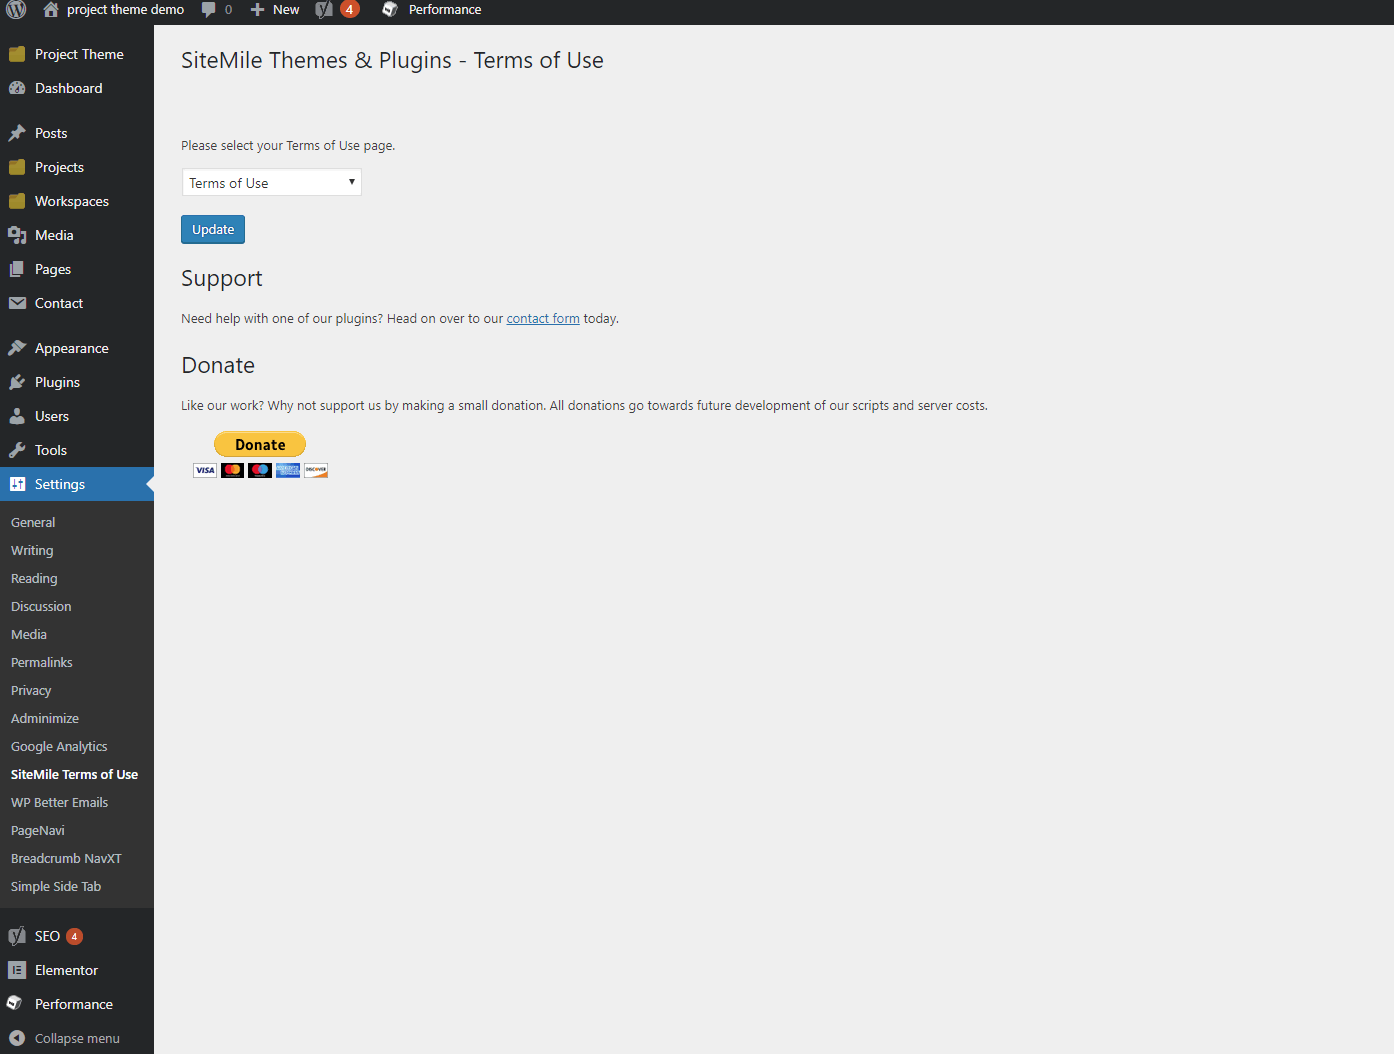 project theme demo 0 New 4 Performance
Project Theme
Dashboard
Posts
Projects
Workspaces
Media
Pages
Contact
Appearance
Plugins
Users
Tools
Settings
General
Writing
Reading
Discussion
Media
Permalinks
Privacy
Adminimize
Google Analytics
SiteMile Terms of Use
WP Better Emails
PageNavi
Breadcrumb NavXT
Simple Side Tab
SEO 4
Elementor
Performance
Collapse menu
SiteMile Themes & Plugins - Terms of Use
Please select your Terms of Use page.
Terms of Use
Update
Support
Need help with one of our plugins? Head on over to our contact form today.
Donate
Like our work? Why not support us by making a small donation. All donations go towards future development of our scripts and server costs.
Donate
VISA DISCOVER